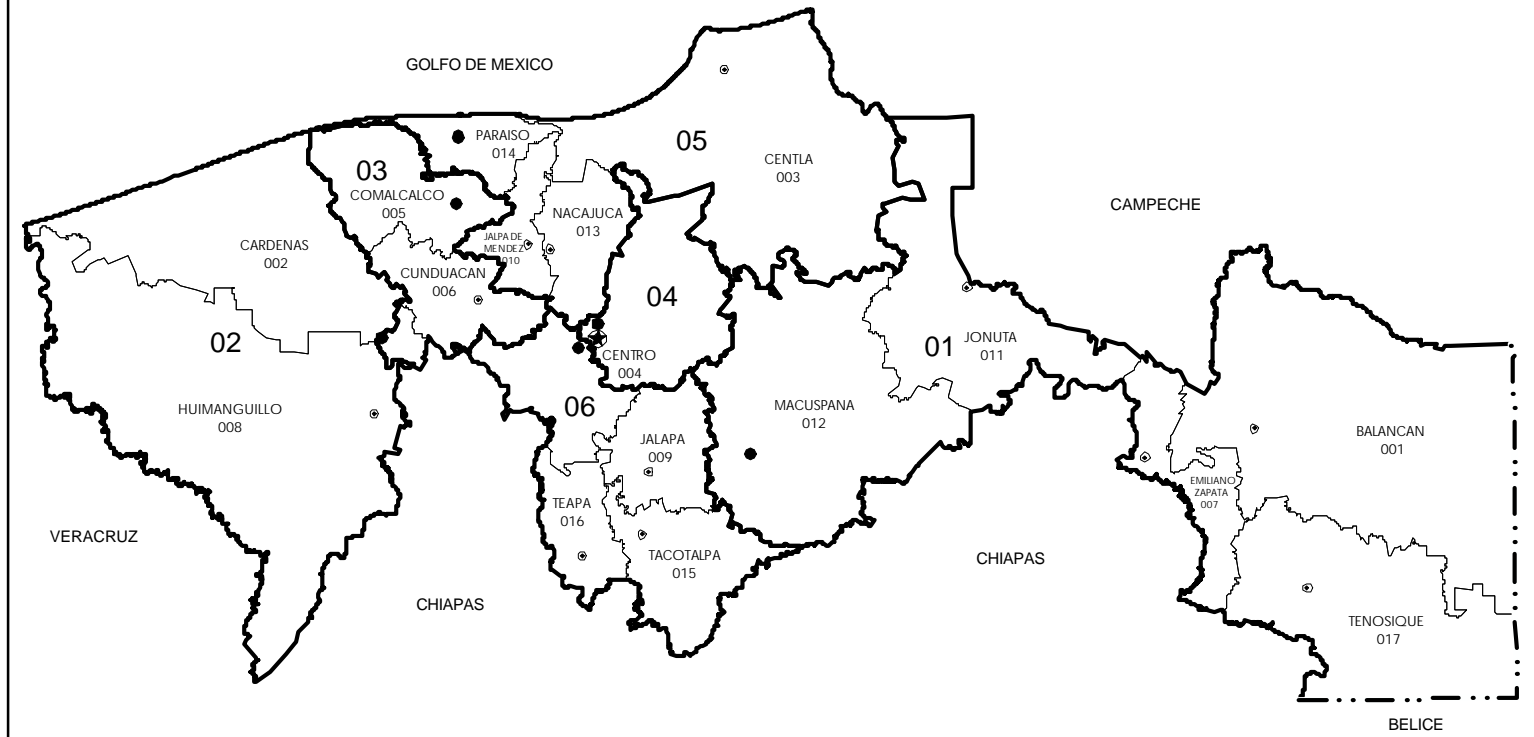 GOLFO DE MEXICO
PARAISO
014
05
CENTLA
003
03
COMALCALCO
005
NACAJUCA
013
CAMPECHE
CARDENAS
002
JALPA DE
MENDEZ
010
CUNDUACAN
006
04
02
01
JONUTA
011
CENTRO
004
HUIMANGUILLO
008
06
MACUSPANA
012
JALAPA
009
BALANCAN
001
EMILIANO
ZAPATA
007
TEAPA
016
VERACRUZ
TACOTALPA
015
CHIAPAS
CHIAPAS
TENOSIQUE
017
BELICE